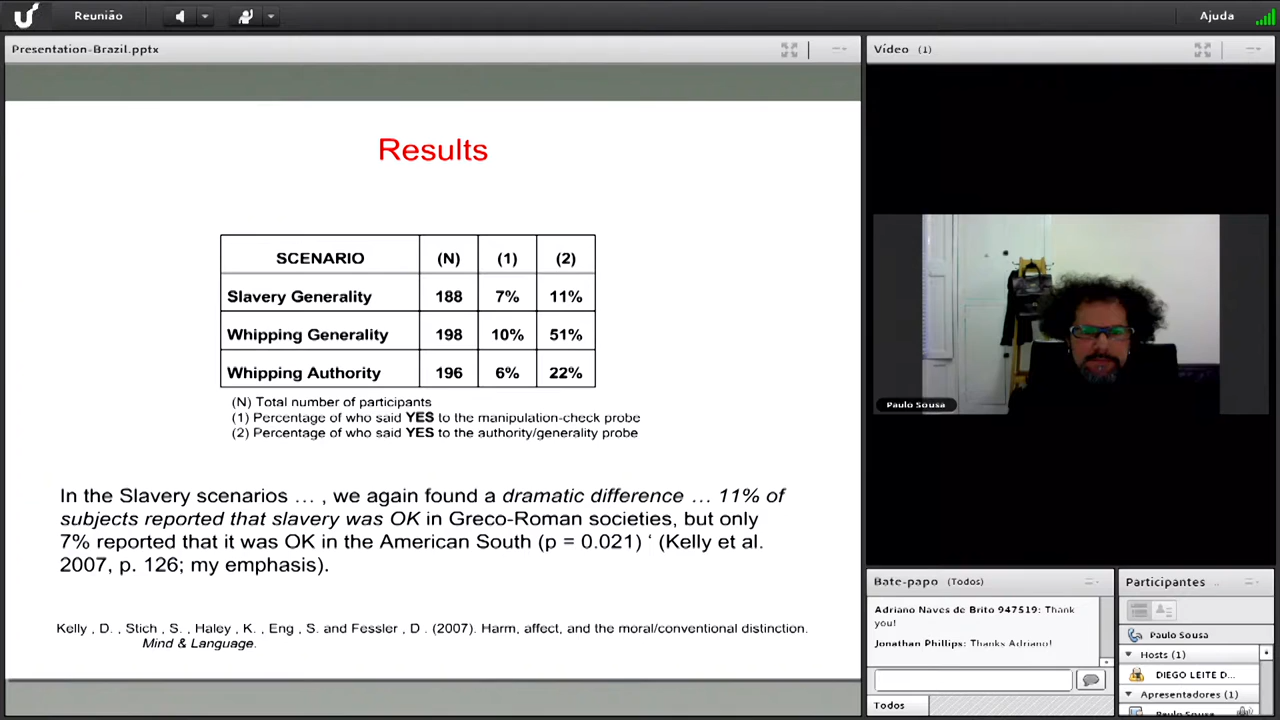 Reunião
Ajuda
Presentation-Brazil.pptx
Results
SCENARIO (N) (1) (2)
Slavery Generality 188 7% 11%
Whipping Generality 198 10% 51%
Whipping Authority 196 6% 22%
(N) Total number of participants
(1) Percentage of who said YES to the manipulation-check probe
(2) Percentage of who said YES to the authority/generality probe
In the Slavery scenarios … , we again found a dramatic difference … 11% of
subjects reported that slavery was OK in Greco-Roman societies, but only
7% reported that it was OK in the American South (p = 0.021) ‘ (Kelly et al.
2007, p. 126; my emphasis).
Kelly , D. , Stich , S. , Haley , K. , Eng , S. and Fessler , D . (2007). Harm, affect, and the moral/conventional distinction.
Mind & Language.
Vídeo (1)
Paulo Sousa
Bate-papo (Todos)
Adriano Naves de Brito 947519: Thank
you!
Jonathan Phillips: Thanks Adriano!
Todos
Participantes ..
Paulo Sousa
Hosts (1)
DIEGO LEITE D...
Apresentadores (1)
Paulo Sousa